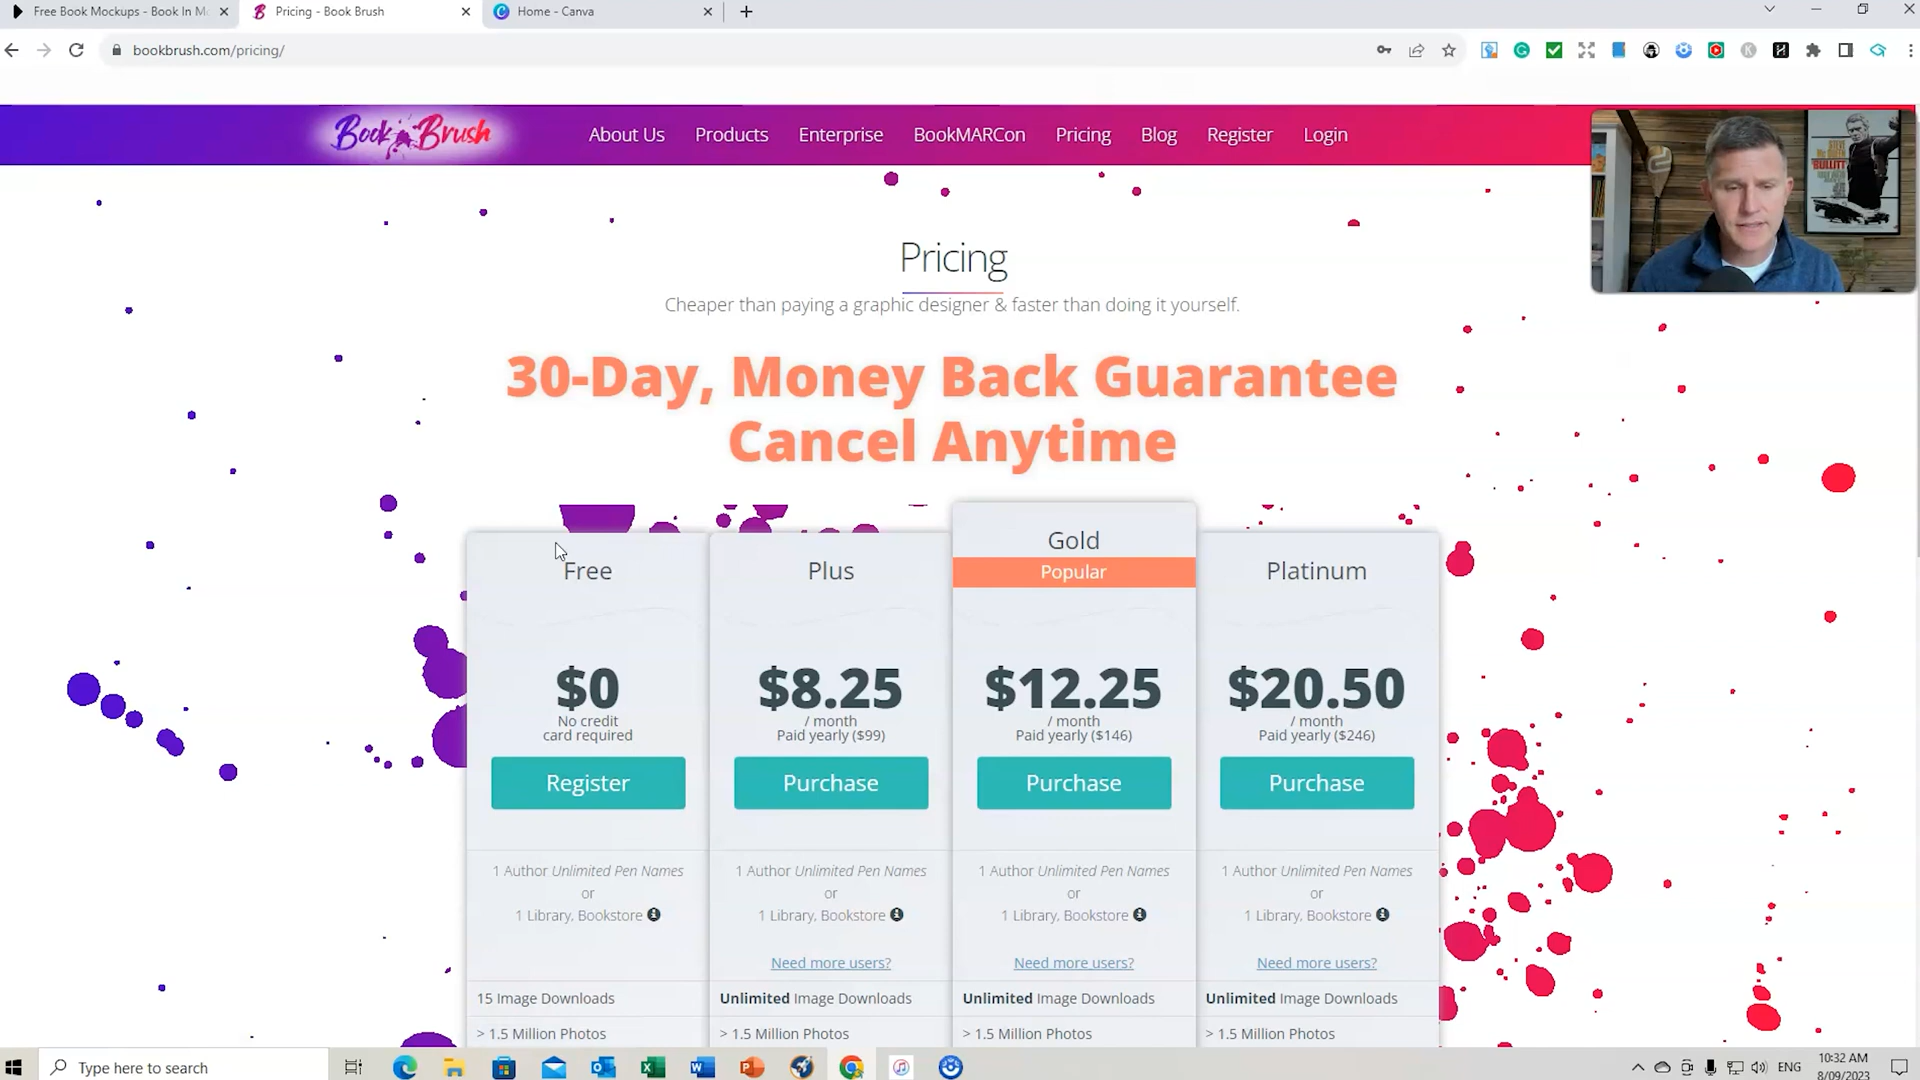 Free Book Mockups - Book In Mo
Pricing - Book Brush
Home - Canva
bookbrush.com/pricing/
Book Brush
About Us
Products
Enterprise
BookMARCon
Pricing
Blog
Register
Login
STEVE McQUEEN
BULLITT
Pricing
Cheaper than paying a graphic designer & faster than doing it yourself.
30-Day, Money Back Guarantee
Cancel Anytime
Free
$0
No credit
card required
Register
1 Author Unlimited Pen Names
or
1 Library, Bookstore
15 Image Downloads
> 1.5 Million Photos
Plus
$8.25
/ month
Paid yearly ($99)
Purchase
1 Author Unlimited Pen Names
or
1 Library, Bookstore
Need more users?
Unlimited Image Downloads
> 1.5 Million Photos
Gold
Popular
$12.25
/ month
Paid yearly ($146)
Purchase
1 Author Unlimited Pen Names
or
1 Library, Bookstore
Need more users?
Unlimited Image Downloads
> 1.5 Million Photos
Platinum
$20.50
/ month
Paid yearly ($246)
Purchase
1 Author Unlimited Pen Names
or
1 Library, Bookstore
Need more users?
Unlimited Image Downloads
> 1.5 Million Photos
Type here to search
ENG
10:32 AM
8/09/2023